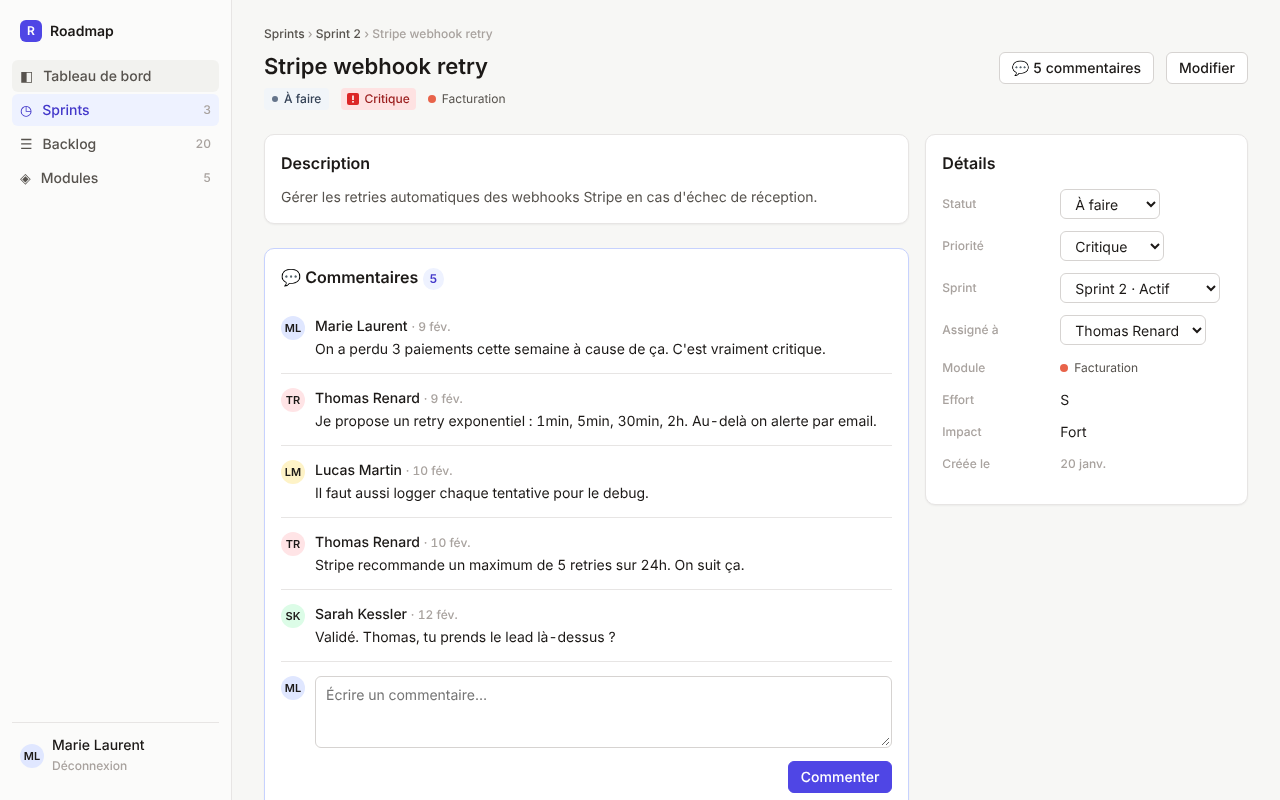 R Roadmap
Tableau de bord
Sprints 3
Backlog 20
Modules 5
ML Marie Laurent
Déconnexion
Sprints › Sprint 2 › Stripe webhook retry
Stripe webhook retry
5 commentaires
Modifier
À faire
Critique
Facturation
Description
Gérer les retries automatiques des webhooks Stripe en cas d'échec de réception.
Commentaires 5
ML Marie Laurent · 9 fév.
On a perdu 3 paiements cette semaine à cause de ça. C'est vraiment critique.
TR Thomas Renard · 9 fév.
Je propose un retry exponentiel : 1min, 5min, 30min, 2h. Au-delà on alerte par email.
LM Lucas Martin · 10 fév.
Il faut aussi logger chaque tentative pour le debug.
TR Thomas Renard · 10 fév.
Stripe recommande un maximum de 5 retries sur 24h. On suit ça.
SK Sarah Kessler · 12 fév.
Validé. Thomas, tu prends le lead là-dessus ?
ML Écrire un commentaire...
Commenter
Détails
Statut À faire
Priorité Critique
Sprint Sprint 2 · Actif
Assigné à Thomas Renard
Module Facturation
Effort S
Impact Fort
Créée le 20 janv.